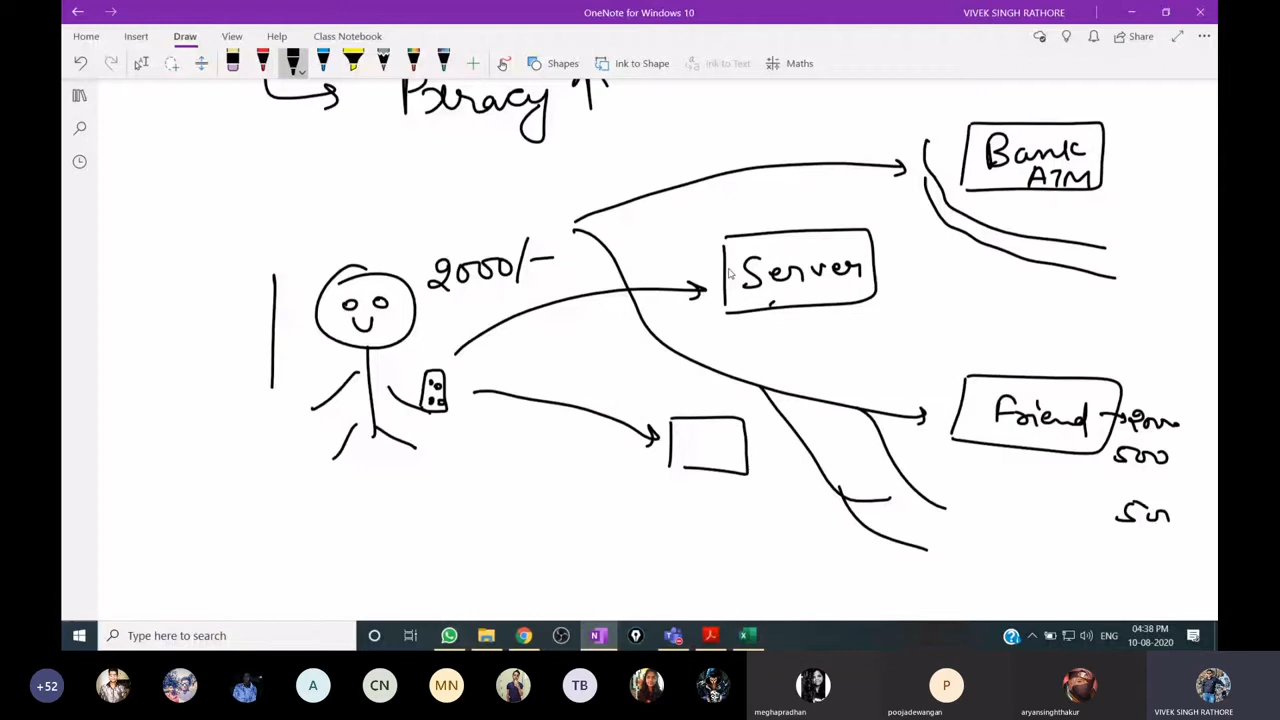 OneNote for Windows 10
VIVEK SINGH RATHORE
Home Insert Draw View Help Class Notebook
Share
Shapes Ink to Shape Ink to Text Maths
Bank
ATM
2000/-
Server
Friend
500
Type here to search
ENG
04:38 PM
10-08-2020
+52 A CN MN TB P
meghapradhan poojadewangan aryansinghthakur VIVEK SINGH RATHORE